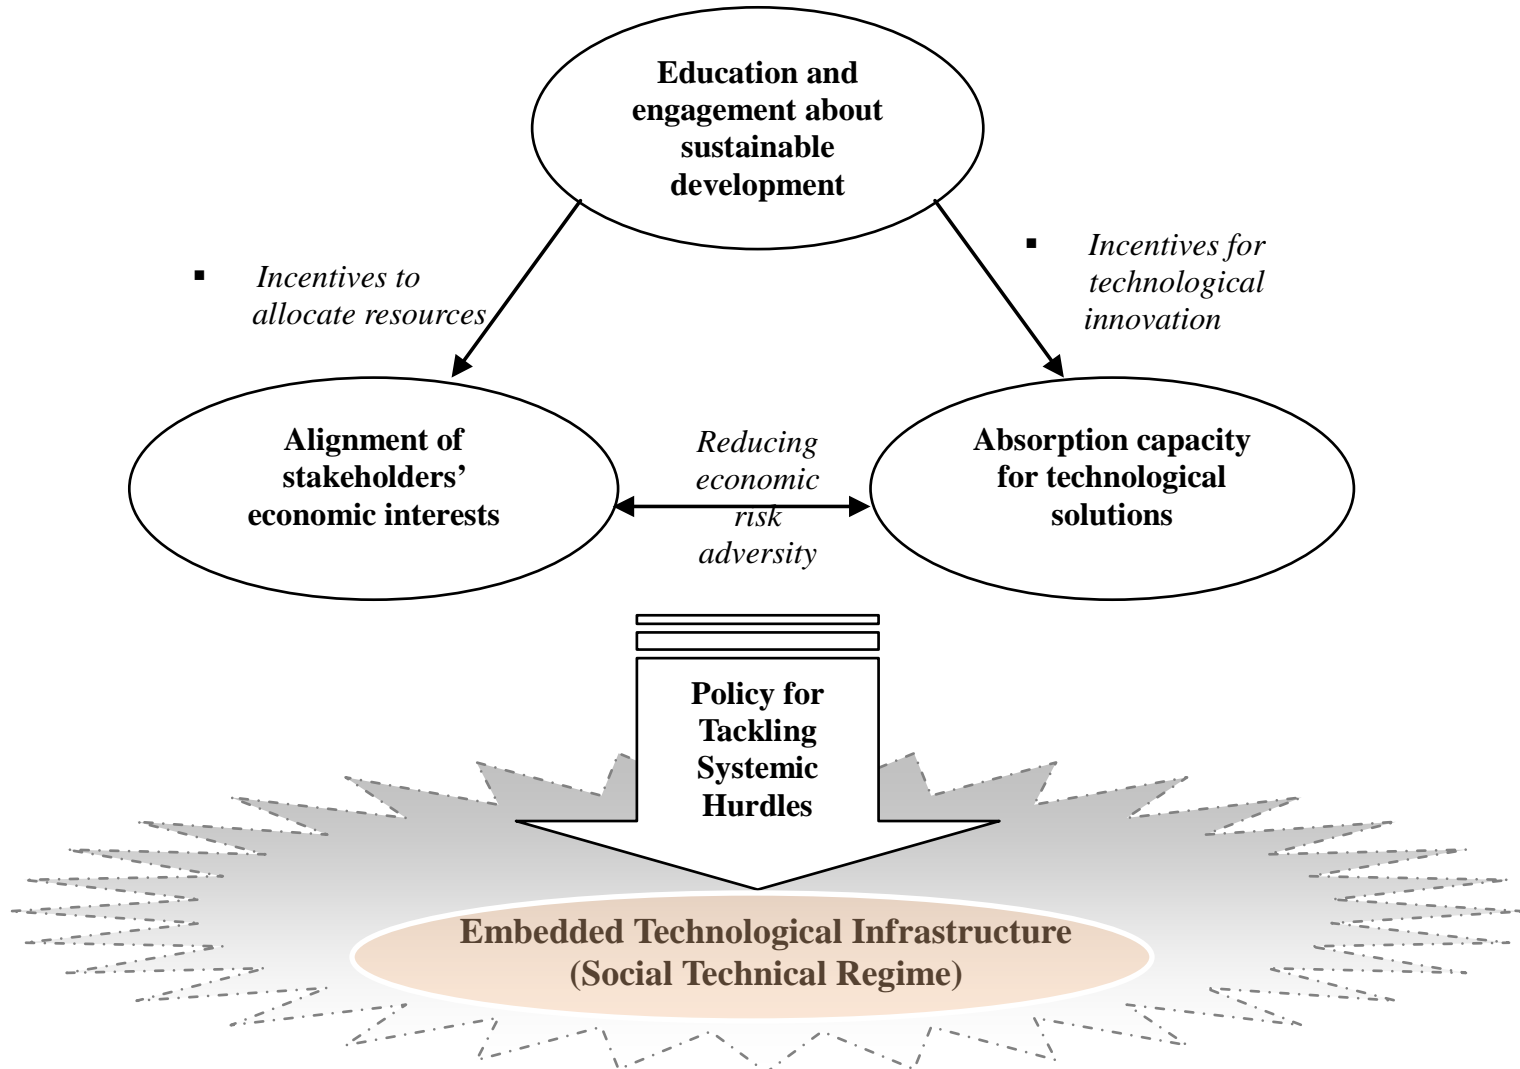 Education and
engagement about
sustainable
development
▪ Incentives to
allocate resources
▪ Incentives for
technological
innovation
Alignment of
stakeholders’
economic interests
Reducing
economic
risk
adversity
Absorption capacity
for technological
solutions
Policy for
Tackling
Systemic
Hurdles
Embedded Technological Infrastructure
(Social Technical Regime)